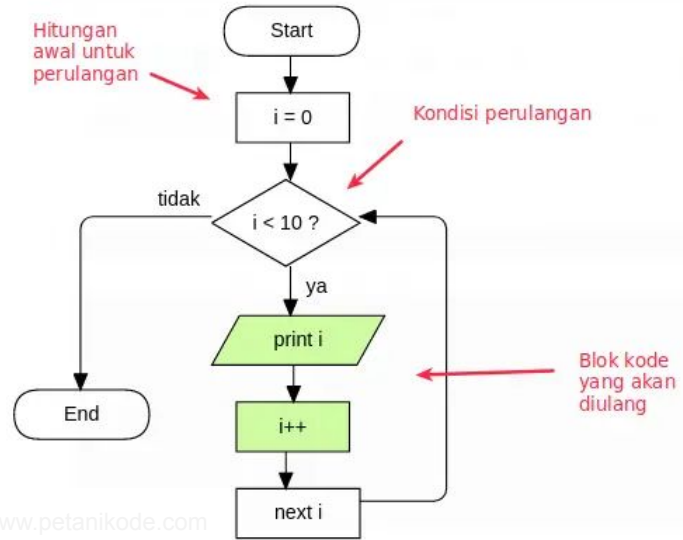 Hitungan
awal untuk
perulangan
Start
i = 0
Kondisi perulangan
tidak
i < 10 ?
ya
print i
Blok kode
yang akan
diulang
End
i++
next i
ww.petanikode.com